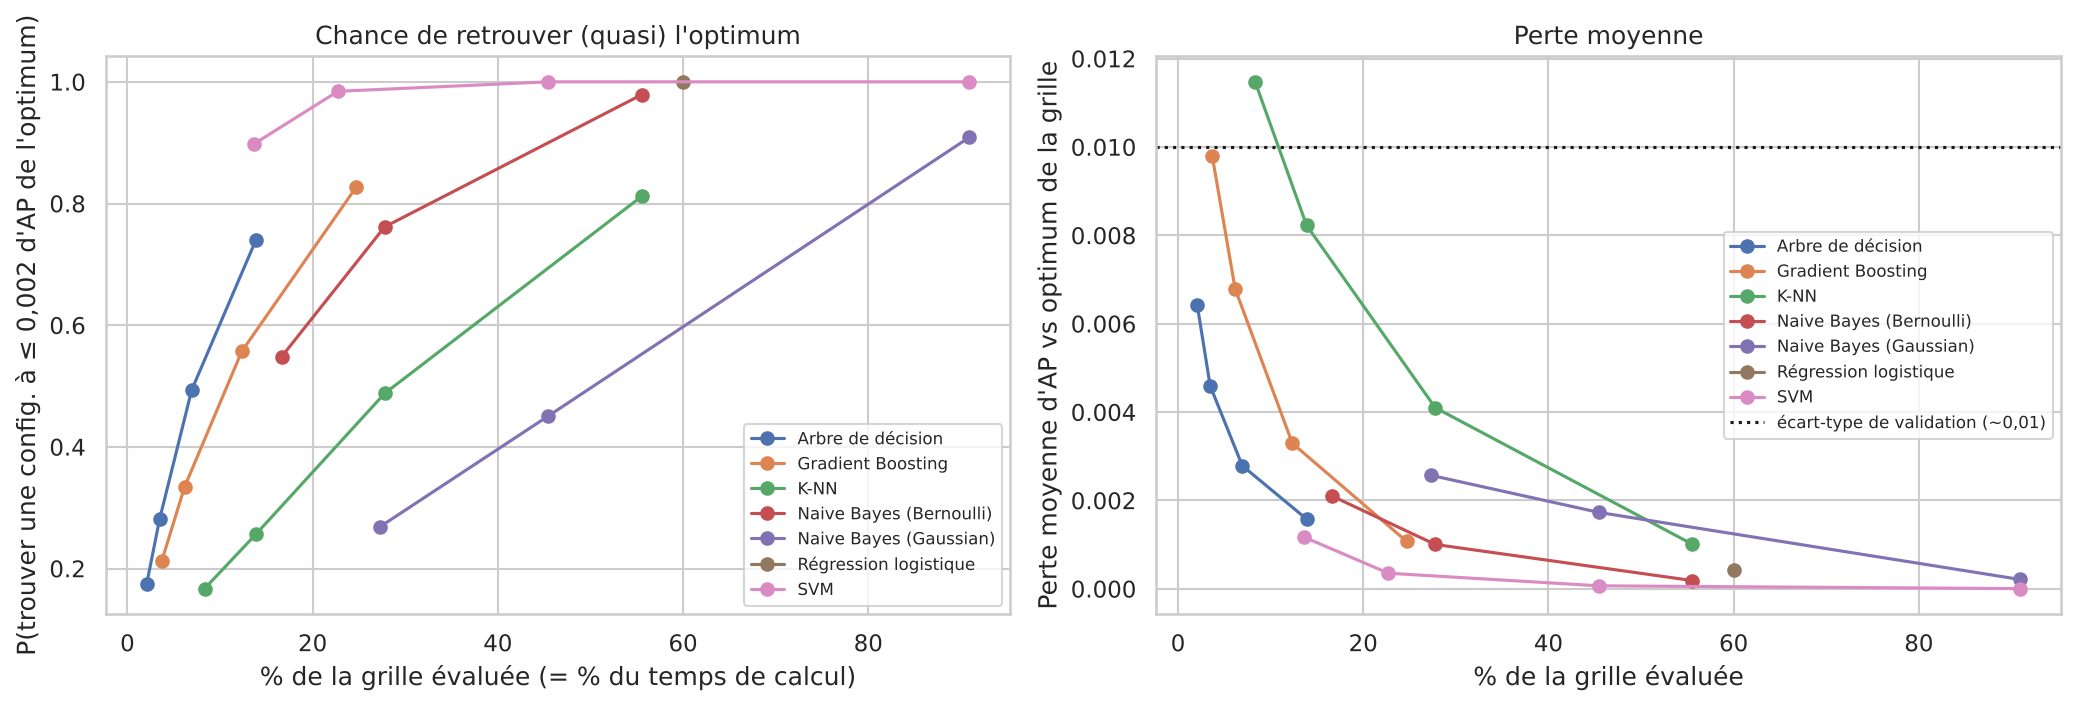 Chance de retrouver (quasi) l'optimum
P(trouver une config. à ≤ 0,002 d'AP de l'optimum)
1.0
0.8
0.6
0.4
0.2
0
20
40
60
80
% de la grille évaluée (= % du temps de calcul)
Arbre de décision
Gradient Boosting
K-NN
Naive Bayes (Bernoulli)
Naive Bayes (Gaussian)
Régression logistique
SVM
Perte moyenne
Perte moyenne d'AP vs optimum de la grille
0.012
0.010
0.008
0.006
0.004
0.002
0.000
0
20
40
60
80
% de la grille évaluée
Arbre de décision
Gradient Boosting
K-NN
Naive Bayes (Bernoulli)
Naive Bayes (Gaussian)
Régression logistique
SVM
écart-type de validation (~0,01)